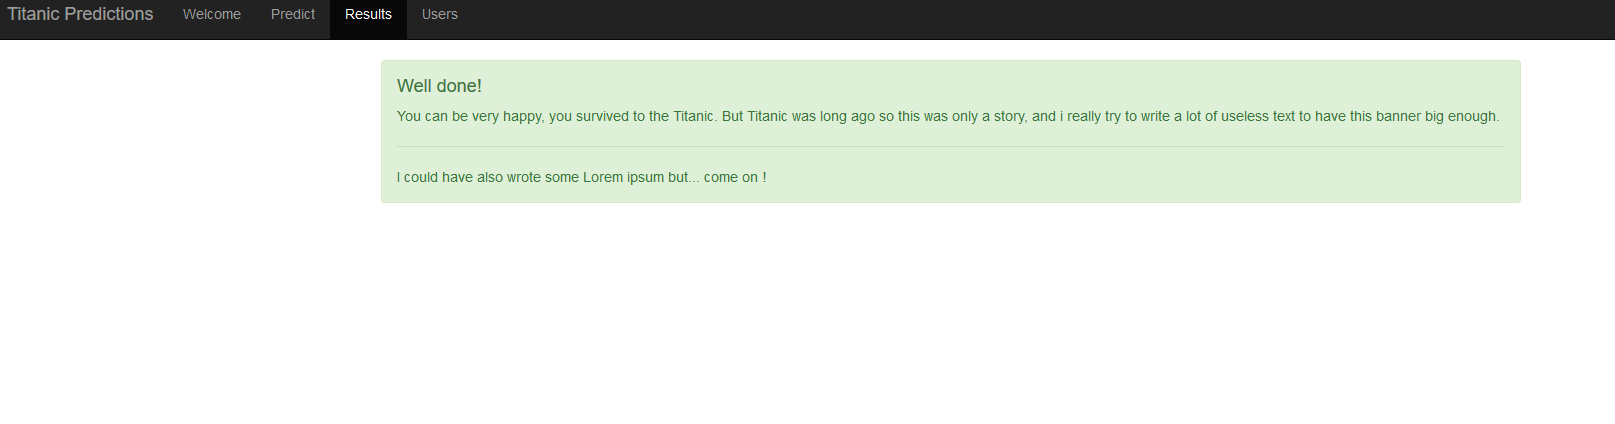 Titanic Predictions Welcome Predict Results Users
Well done!
You can be very happy, you survived to the Titanic. But Titanic was long ago so this was only a story, and i really try to write a lot of useless text to have this banner big enough.
I could have also wrote some Lorem ipsum but... come on !